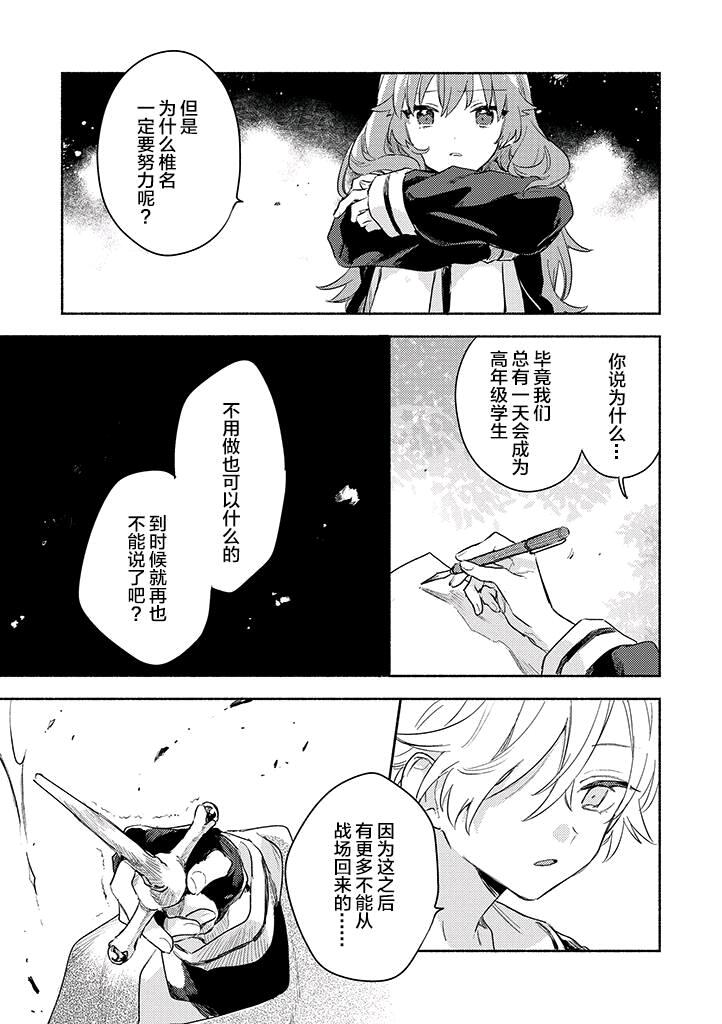 但是
为什么椎名
一定要努力呢？
你说为什么…
毕竟我们
总有一天会成为
高年级学生
不用做也可以什么的
到时候就再也
不能说了吧？
因为这之后
有更多不能从
战场回来的……